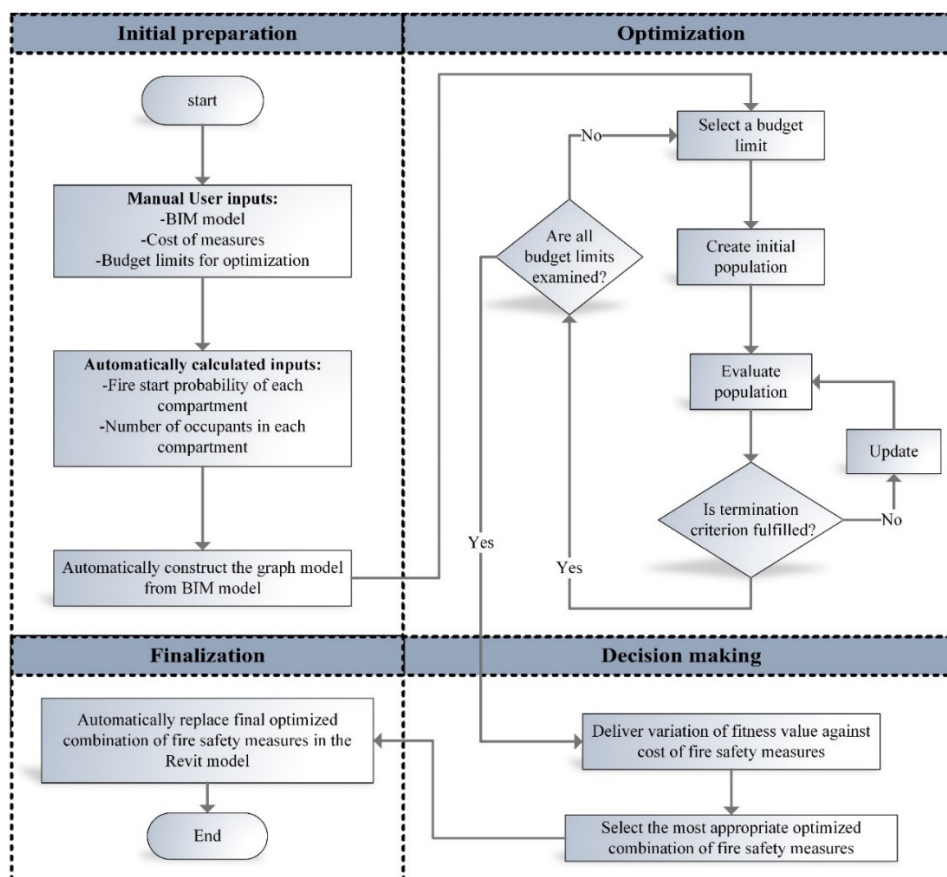 Initial preparation
start
Manual User inputs:
-BIM model
-Cost of measures
-Budget limits for optimization
Automatically calculated inputs:
-Fire start probability of each
compartment
-Number of occupants in each
compartment
Automatically construct the graph model
from BIM model
Optimization
Select a budget
limit
No
Are all
budget limits
examined?
Create initial
population
Evaluate
population
Update
Is termination
criterion fulfilled?
No
Yes
Yes
Decision making
Deliver variation of fitness value against
cost of fire safety measures
Select the most appropriate optimized
combination of fire safety measures
Finalization
Automatically replace final optimized
combination of fire safety measures in the
Revit model
End